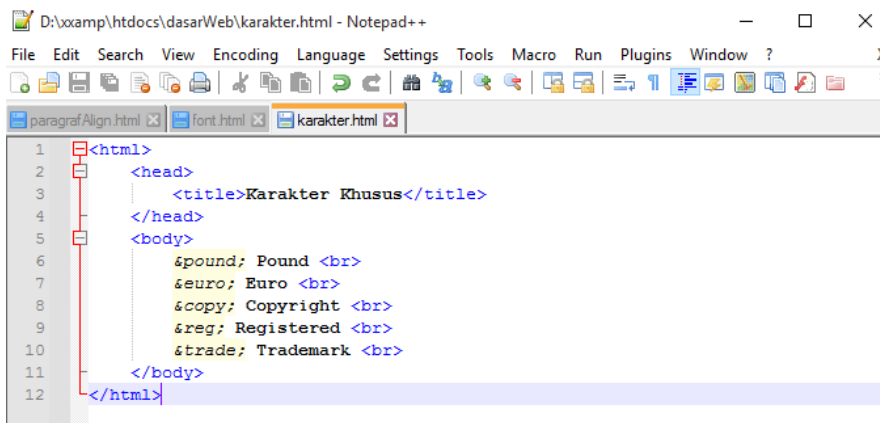 D:\xxamp\htdocs\dasarWeb\karakter.html - Notepad++
File Edit Search View Encoding Language Settings Tools Macro Run Plugins Window ?
paragrafAlign.html font.html karakter.html
1 <html>
2 <head>
3 <title>Karakter Khusus</title>
4 </head>
5 <body>
6 &pound; Pound <br>
7 &euro; Euro <br>
8 &copy; Copyright <br>
9 &reg; Registered <br>
10 &trade; Trademark <br>
11 </body>
12 </html>